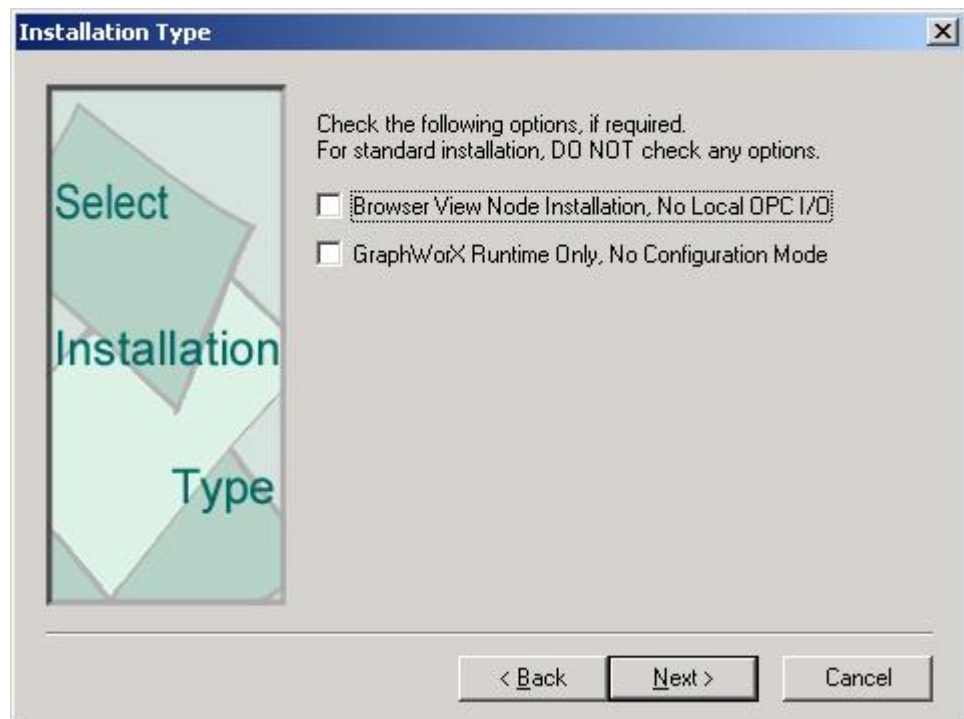 Installation Type
Select
Installation
Type
Check the following options, if required.
For standard installation, DO NOT check any options.
Browser View Node Installation, No Local OPC I/O
GraphWorX Runtime Only, No Configuration Mode
< Back
Next >
Cancel